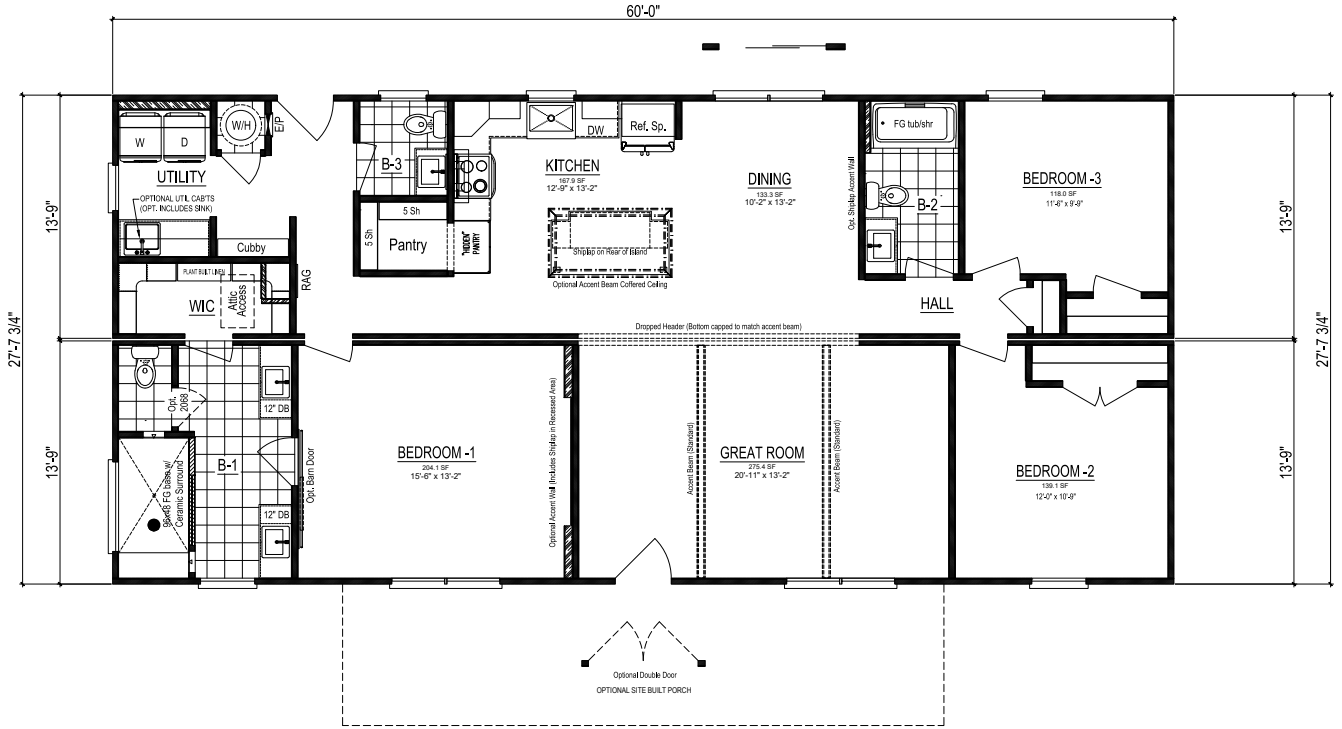 60'-0"
13'-9"
27'-7 3/4"
13'-9"
W
D
W/H
E/P
UTILITY
OPTIONAL UTIL CAB'TS
(OPT. INCLUDES SINK)
Cubby
PLANT BUILT LINEN
WIC
Attic
Access
RAG
B-3
5 Sh
5 Sh
Pantry
"HIDDEN"
PANTRY
KITCHEN
167.9 SF
12'-9" x 13'-2"
DW
Ref. Sp.
Shiplap on Rear of Island
Optional Accent Beam Coffered Ceiling
DINING
133.3 SF
10'-2" x 13'-2"
Opt. Shiplap Accent Wall
FG tub/shr
B-2
HALL
BEDROOM -3
118.0 SF
11'-6" x 9'-9"
13'-9"
27'-7 3/4"
13'-9"
Dropped Header (Bottom capped to match accent beam)
Opt.
2068
12" DB
B-1
96x48 FG base w/
Ceramic Surround
12" DB
Opt. Barn Door
BEDROOM -1
204.1 SF
15'-6" x 13'-2"
Optional Accent Wall (Includes Shiplap in Recessed Area)
Accent Beam (Standard)
GREAT ROOM
275.4 SF
20'-11" x 13'-2"
Accent Beam (Standard)
BEDROOM -2
139.1 SF
12'-0" x 10'-9"
Optional Double Door
OPTIONAL SITE BUILT PORCH